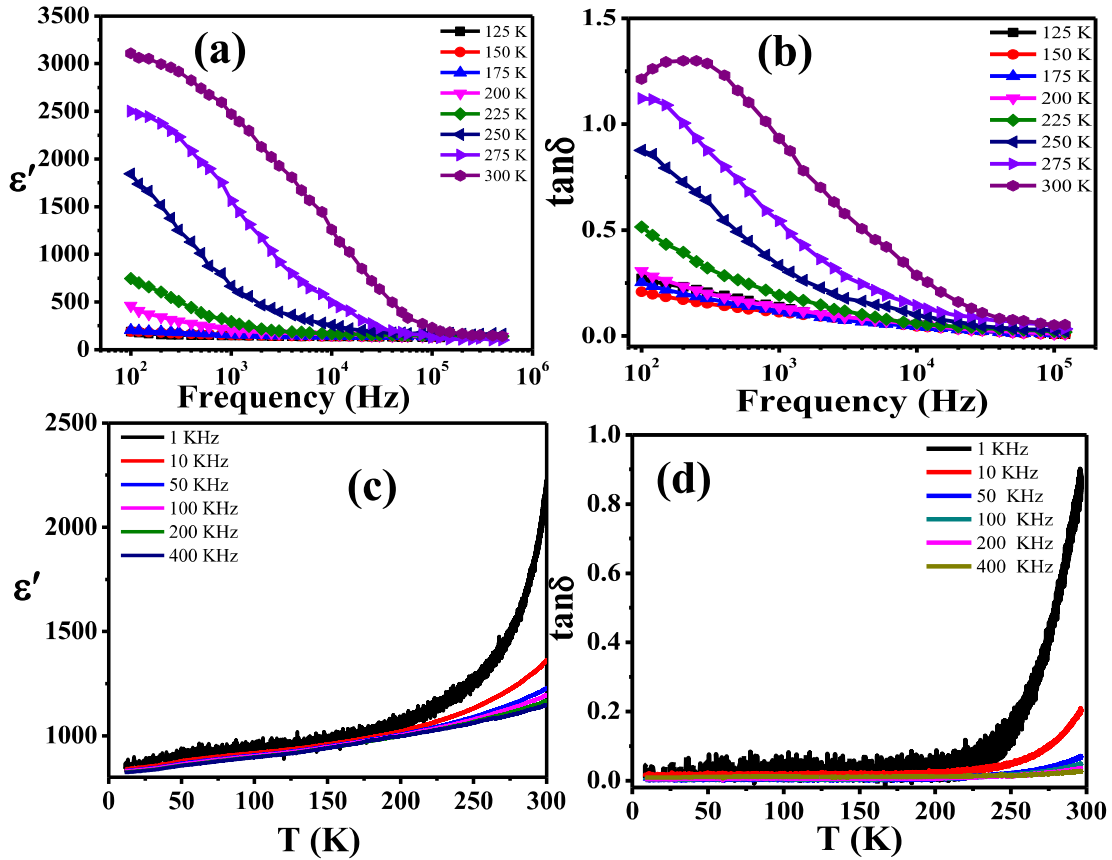 (a)
3500
3000
2500
2000
1500
1000
500
0
ε′
10² 10³ 10⁴ 10⁵ 10⁶
Frequency (Hz)
125 K
150 K
175 K
200 K
225 K
250 K
275 K
300 K
(b)
1.5
1.0
0.5
0.0
tanδ
10² 10³ 10⁴ 10⁵
Frequency (Hz)
125 K
150 K
175 K
200 K
225 K
250 K
275 K
300 K
(c)
2500
2000
1500
1000
ε′
0 50 100 150 200 250 300
T (K)
1 KHz
10 KHz
50 KHz
100 KHz
200 KHz
400 KHz
(d)
1.0
0.8
0.6
0.4
0.2
0.0
tanδ
0 50 100 150 200 250 300
T (K)
1 KHz
10 KHz
50 KHz
100 KHz
200 KHz
400 KHz